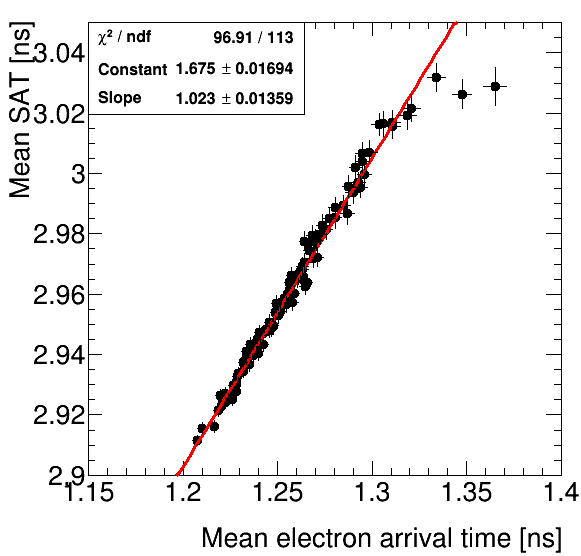 χ² / ndf 96.91 / 113
Constant 1.675 ± 0.01694
Slope 1.023 ± 0.01359
Mean SAT [ns]
3.04
3.02
3
2.98
2.96
2.94
2.92
2.9
1.15 1.2 1.25 1.3 1.35 1.4
Mean electron arrival time [ns]